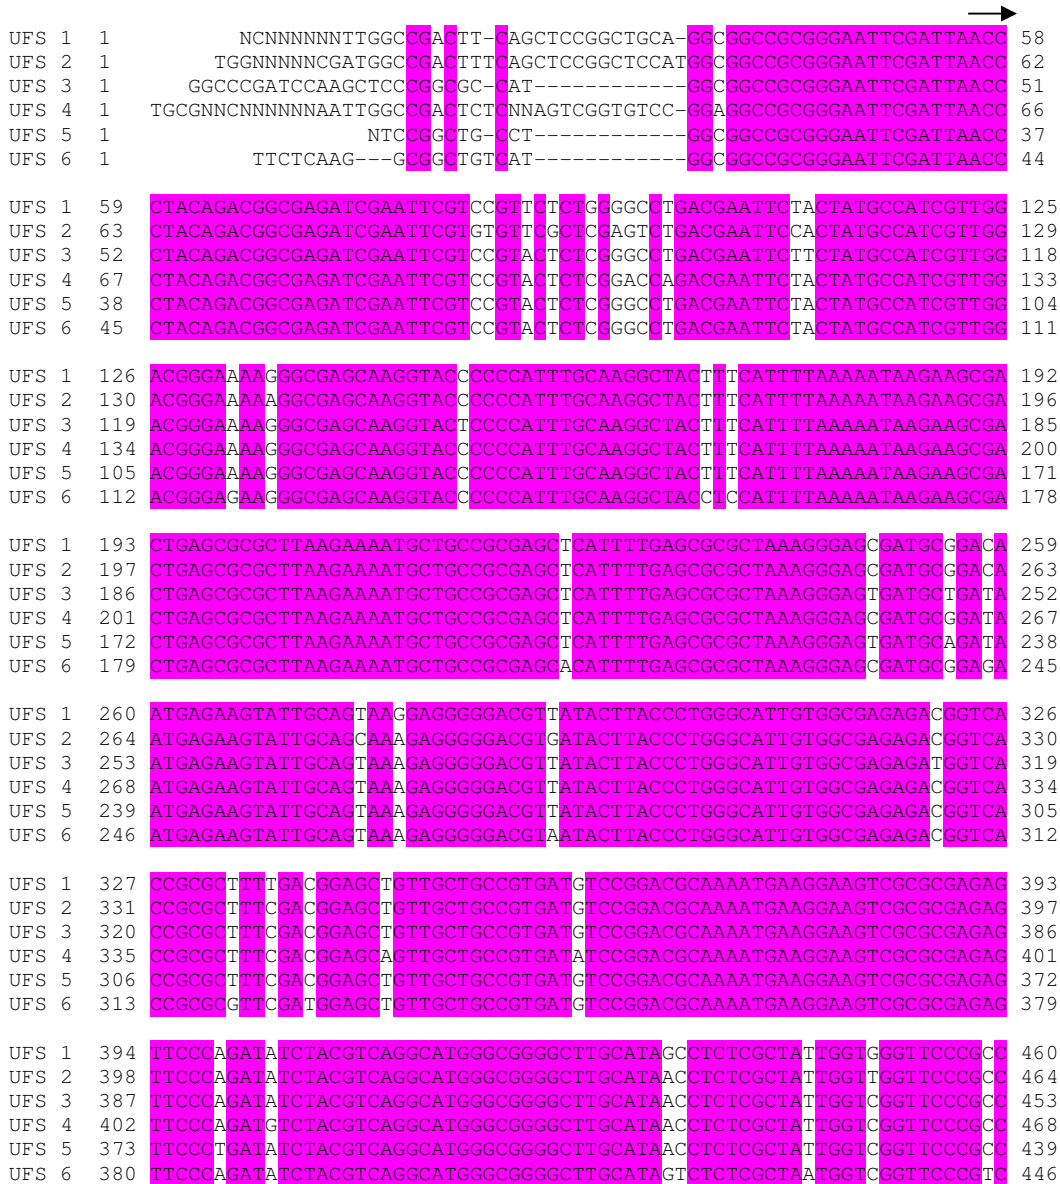 UFS 1 1 NCNNNNNNTTGGCCGACTT-CAGCTCCGGCTGCA-GGCGGCCGCGGGAATTCGATTAACC 58
UFS 2 1 TGGNNNNNCGATGGCCGACTTTCAGCTCCGGCTCCATGGCGGCCGCGGGAATTCGATTAACC 62
UFS 3 1 GGCCCGATCCAAGCTCCCGGCGC-CAT------------GGCGGCCGCGGGAATTCGATTAACC 51
UFS 4 1 TGCGNNCNNNNNNAATTGGCCGACTCTCNNAGTCGGTGTCC-GGAGGCCGCGGGAATTCGATTAACC 66
UFS 5 1 NTCCGGCTG-CCT------------GGCGGCCGCGGGAATTCGATTAACC 37
UFS 6 1 TTCTCAAG---GCGGCTGTCAT------------GGCGGCCGCGGGAATTCGATTAACC 44
UFS 1 59 CTACAGACGGCGAGATCGAATTCGTCCGTTCTCTGGGGCCTGACGAATTCTACTATGCCATCGTTGG 125
UFS 2 63 CTACAGACGGCGAGATCGAATTCGTGTGTTCGCTCGAGTCTGACGAATTCCACTATGCCATCGTTGG 129
UFS 3 52 CTACAGACGGCGAGATCGAATTCGTCCGTACTCTCGGGCCTGACGAATTCTTCTATGCCATCGTTGG 118
UFS 4 67 CTACAGACGGCGAGATCGAATTCGTCCGTACTCTCGGACCAGACGAATTCTACTATGCCATCGTTGG 133
UFS 5 38 CTACAGACGGCGAGATCGAATTCGTCCGTACTCTCGGGCCTGACGAATTCTACTATGCCATCGTTGG 104
UFS 6 45 CTACAGACGGCGAGATCGAATTCGTCCGTACTCTCGGGCCTGACGAATTCTACTATGCCATCGTTGG 111
UFS 1 126 ACGGGAAAAGGGCGAGCAAGGTACCCCCCATTTGCAAGGCTACTTTCATTTTAAAAATAAGAAGCGA 192
UFS 2 130 ACGGGAAAAAGGCGAGCAAGGTACCCCCCATTTGCAAGGCTACTTTCATTTTAAAAATAAGAAGCGA 196
UFS 3 119 ACGGGAAAAGGGCGAGCAAGGTACTCCCCATTTGCAAGGCTACTTTCATTTTAAAAATAAGAAGCGA 185
UFS 4 134 ACGGGAAAAGGGCGAGCAAGGTACCCCCCATTTGCAAGGCTACTTTCATTTTAAAAATAAGAAGCGA 200
UFS 5 105 ACGGGAAAAGGGCGAGCAAGGTACCCCCCATTTGCAAGGCTACTTTCATTTTAAAAATAAGAAGCGA 171
UFS 6 112 ACGGGAGAAGGGCGAGCAAGGTACCCCCCATTTGCAAGGCTACCTCCATTTTAAAAATAAGAAGCGA 178
UFS 1 193 CTGAGCGCGCTTAAGAAAATGCTGCCGCGAGCTCATTTTGAGCGCGCTAAAGGGAGCGATGCGGACA 259
UFS 2 197 CTGAGCGCGCTTAAGAAAATGCTGCCGCGAGCTCATTTTGAGCGCGCTAAAGGGAGCGATGCGGACA 263
UFS 3 186 CTGAGCGCGCTTAAGAAAATGCTGCCGCGAGCTCATTTTGAGCGCGCTAAAGGGAGTGATGCTGATA 252
UFS 4 201 CTGAGCGCGCTTAAGAAAATGCTGCCGCGAGCTCATTTTGAGCGCGCTAAAGGGAGCGATGCGGATA 267
UFS 5 172 CTGAGCGCGCTTAAGAAAATGCTGCCGCGAGCTCATTTTGAGCGCGCTAAAGGGAGTGATGCAGATA 238
UFS 6 179 CTGAGCGCGCTTAAGAAAATGCTGCCGCGAGCACATTTTGAGCGCGCTAAAGGGAGCGATGCGGAGA 245
UFS 1 260 ATGAGAAGTATTGCAGTAAGGAGGGGGACGTTATACTTACCCTGGGCATTGTGGCGAGAGACGGTCA 326
UFS 2 264 ATGAGAAGTATTGCAGCAAAGAGGGGGACGTGATACTTACCCTGGGCATTGTGGCGAGAGACGGTCA 330
UFS 3 253 ATGAGAAGTATTGCAGTAAAGAGGGGGACGTTATACTTACCCTGGGCATTGTGGCGAGAGATGGTCA 319
UFS 4 268 ATGAGAAGTATTGCAGTAAAGAGGGGGACGTTATACTTACCCTGGGCATTGTGGCGAGAGACGGTCA 334
UFS 5 239 ATGAGAAGTATTGCAGTAAAGAGGGGGACGTTATACTTACCCTGGGCATTGTGGCGAGAGACGGTCA 305
UFS 6 246 ATGAGAAGTATTGCAGTAAAGAGGGGGACGTAATACTTACCCTGGGCATTGTGGCGAGAGACGGTCA 312
UFS 1 327 CCGCGCTTTTGACGGAGCTGTTGCTGCCGTGATGTCCGGACGCAAAATGAAGGAAGTCGCGCGAGAG 393
UFS 2 331 CCGCGCTTTCGACGGAGCTGTTGCTGCCGTGATGTCCGGACGCAAAATGAAGGAAGTCGCGCGAGAG 397
UFS 3 320 CCGCGCTTTCGACGGAGCTGTTGCTGCCGTGATGTCCGGACGCAAAATGAAGGAAGTCGCGCGAGAG 386
UFS 4 335 CCGCGCTTTCGACGGAGCAGTTGCTGCCGTGATATCCGGACGCAAAATGAAGGAAGTCGCGCGAGAG 401
UFS 5 306 CCGCGCTTTCGACGGAGCTGTTGCTGCCGTGATGTCCGGACGCAAAATGAAGGAAGTCGCGCGAGAG 372
UFS 6 313 CCGCGCGTTCGATGGAGCTGTTGCTGCCGTGATGTCCGGACGCAAAATGAAGGAAGTCGCGCGAGAG 379
UFS 1 394 TTCCCAGATATCTACGTCAGGCATGGGCGGGGCTTGCATAGCCTCTCGCTATTGGTGGGTTCCCGCC 460
UFS 2 398 TTCCCAGATATCTACGTCAGGCATGGGCGGGGCTTGCATAACCTCTCGCTATTGGTTGGTTCCCGCC 464
UFS 3 387 TTCCCAGATATCTACGTCAGGCATGGGCGGGGCTTGCATAACCTCTCGCTATTGGTCGGTTCCCGCC 453
UFS 4 402 TTCCCAGATGTCTACGTCAGGCATGGGCGGGGCTTGCATAACCTCTCGCTATTGGTCGGTTCCCGCC 468
UFS 5 373 TTCCCTGATATCTACGTCAGGCATGGGCGGGGCTTGCATAACCTCTCGCTATTGGTCGGTTCCCGCC 439
UFS 6 380 TTCCCAGATATCTACGTCAGGCATGGGCGGGGCTTGCATAGTCTCTCGCTAATGGTCGGTTCCCGTC 446